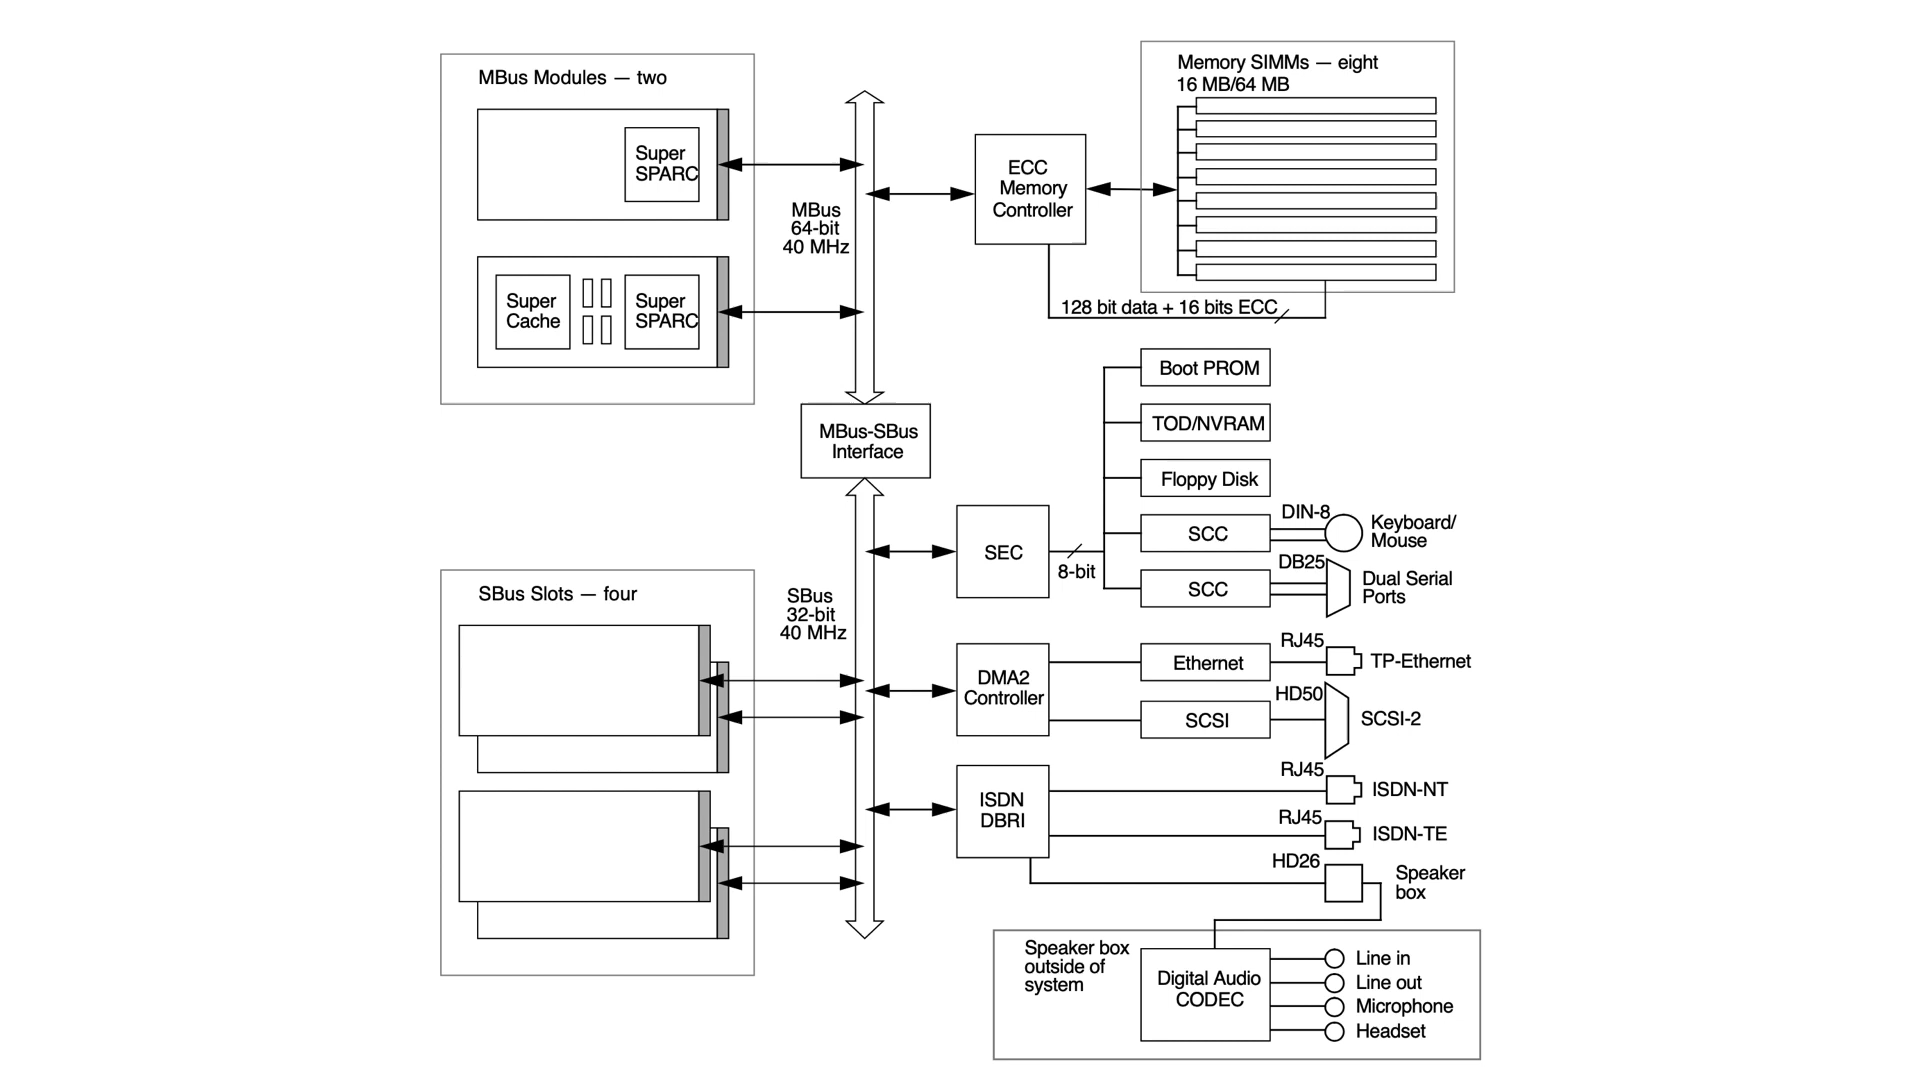 MBus Modules — two
Super
SPARC
Super
Cache
Super
SPARC
MBus
64-bit
40 MHz
ECC
Memory
Controller
Memory SIMMs — eight
16 MB/64 MB
128 bit data + 16 bits ECC
MBus-SBus
Interface
SBus Slots — four
SBus
32-bit
40 MHz
SEC
8-bit
Boot PROM
TOD/NVRAM
Floppy Disk
SCC
DIN-8
Keyboard/
Mouse
SCC
DB25
Dual Serial
Ports
DMA2
Controller
Ethernet
RJ45
TP-Ethernet
SCSI
HD50
SCSI-2
ISDN
DBRI
RJ45
ISDN-NT
RJ45
ISDN-TE
HD26
Speaker
box
Speaker box
outside of
system
Digital Audio
CODEC
Line in
Line out
Microphone
Headset